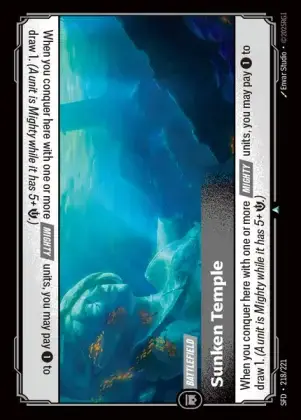 When you conquer here with one or more MIGHTY units, you may pay 1 to
draw 1. (A unit is Mighty while it has 5+ .)
BATTLEFIELD
Sunken Temple
When you conquer here with one or more MIGHTY units, you may pay 1 to
draw 1. (A unit is Mighty while it has 5+ .)
SFD • 218/221
Envar Studio • ©2025RG1